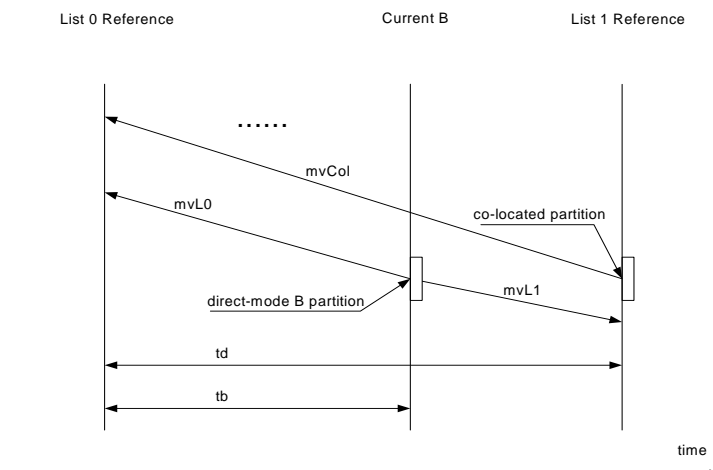 List 0 Reference
Current B
List 1 Reference
......
mvCol
mvL0
co-located partition
direct-mode B partition
mvL1
td
tb
time